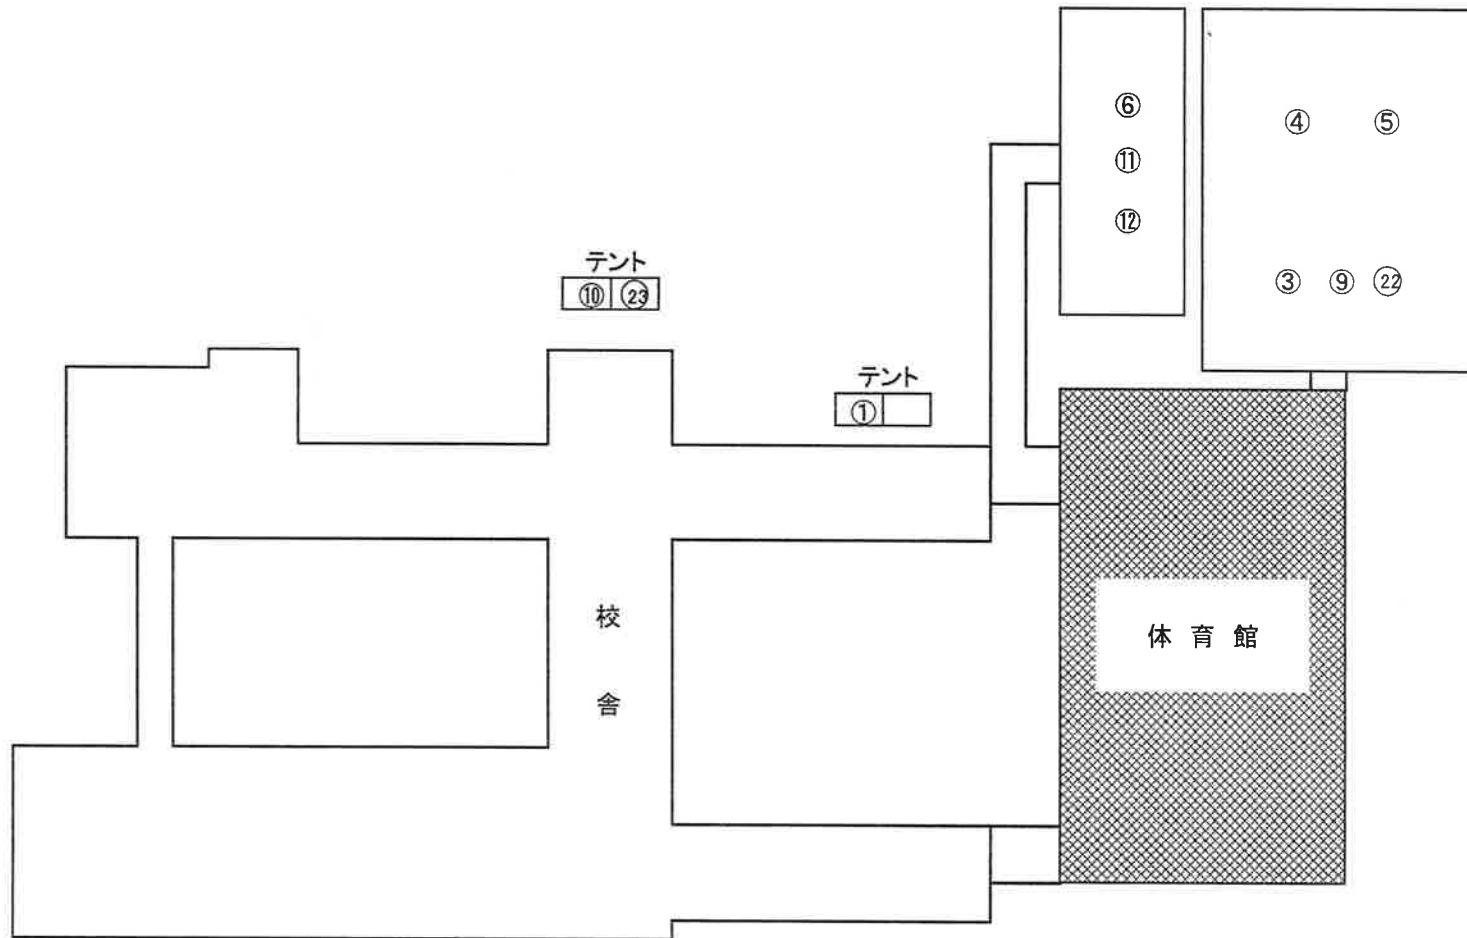 ⑥
④ ⑤
⑪
⑫
テント
⑩ ㉓
③ ⑨ ㉒
テント
①
校
舎
体育館